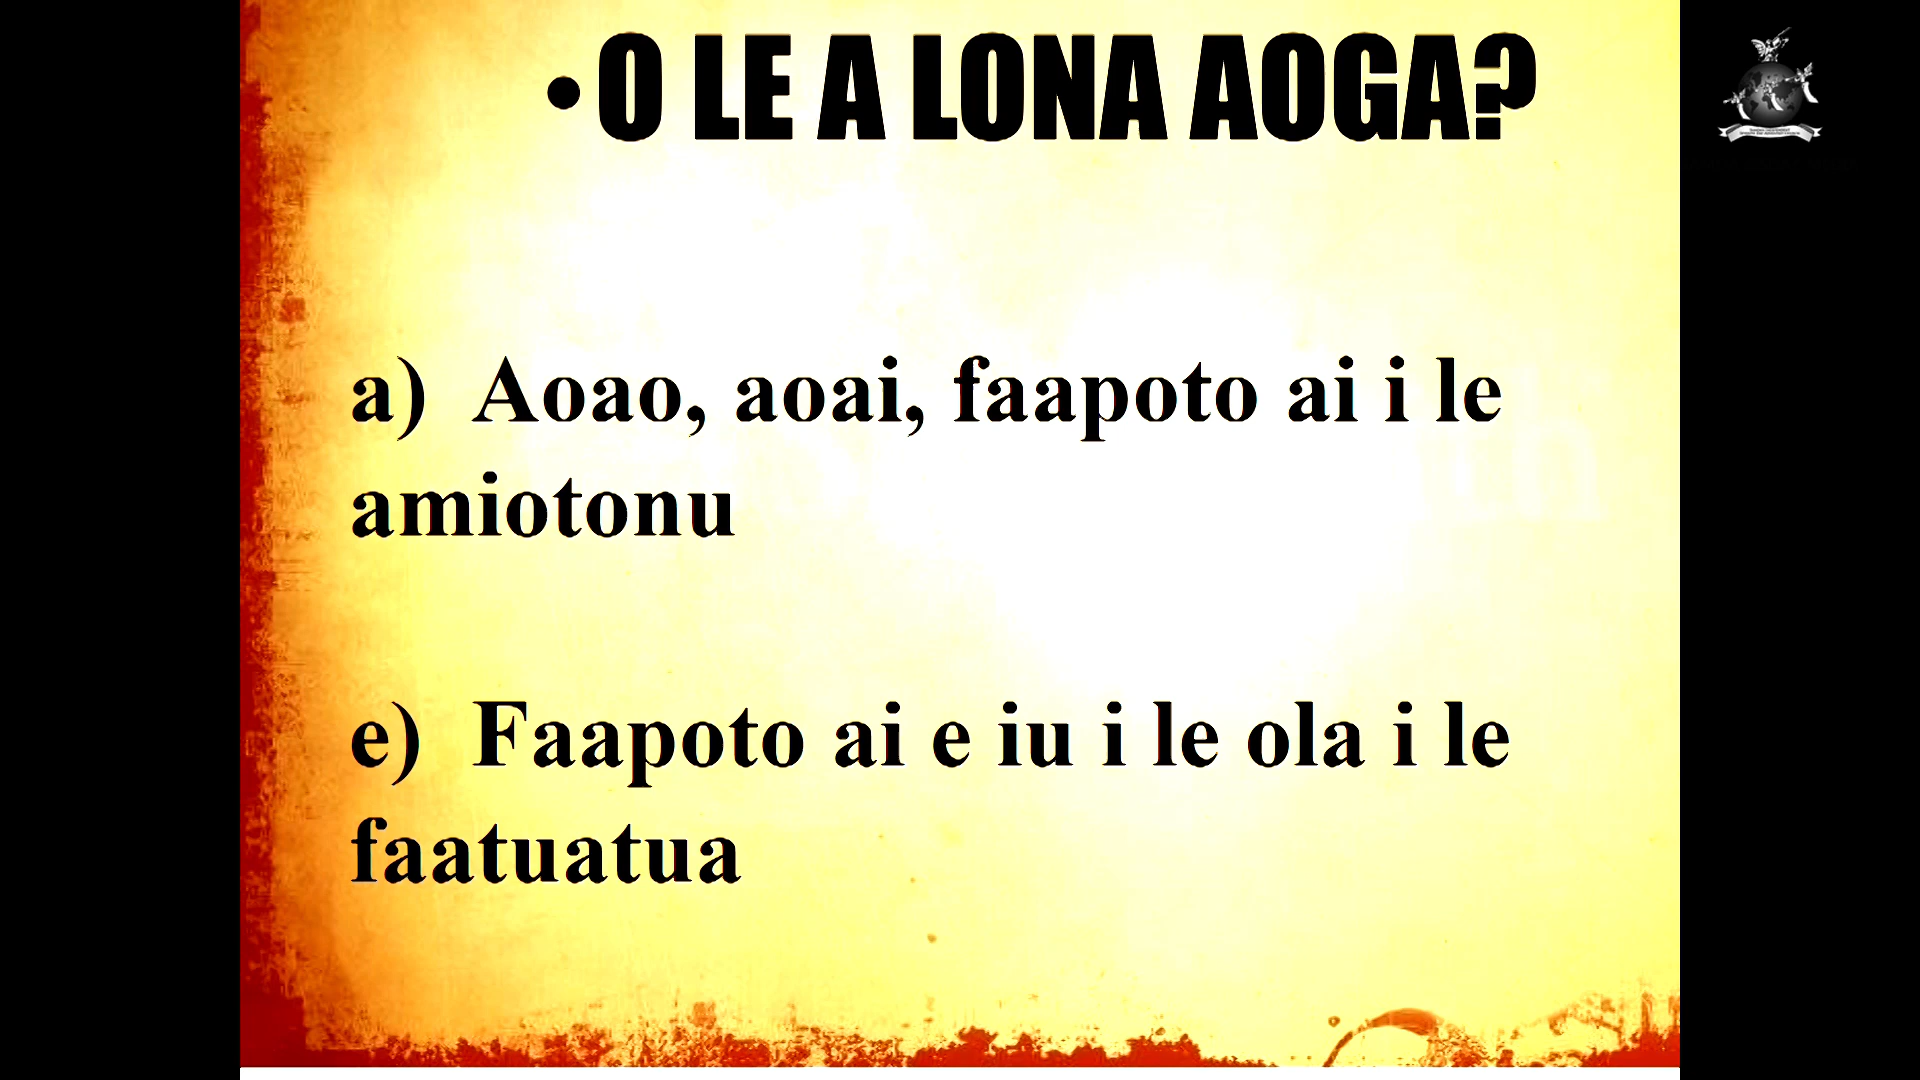 •O LE A LONA AOGA?
a) Aoao, aoai, faapoto ai i le
amiotonu
e) Faapoto ai e iu i le ola i le
faatuatua